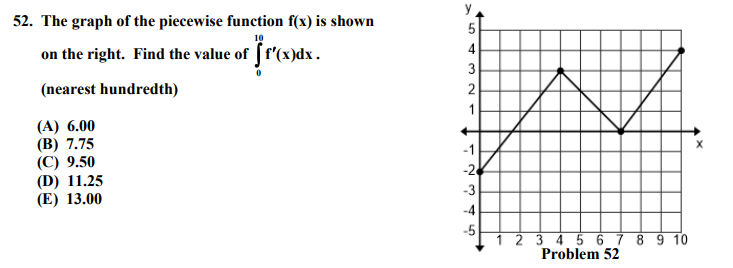 52. The graph of the piecewise function f(x) is shown
on the right. Find the value of ∫₀¹⁰ f'(x)dx.
(nearest hundredth)
(A) 6.00
(B) 7.75
(C) 9.50
(D) 11.25
(E) 13.00
y
5
4
3
2
1
x
-1
-2
-3
-4
-5
1 2 3 4 5 6 7 8 9 10
Problem 52